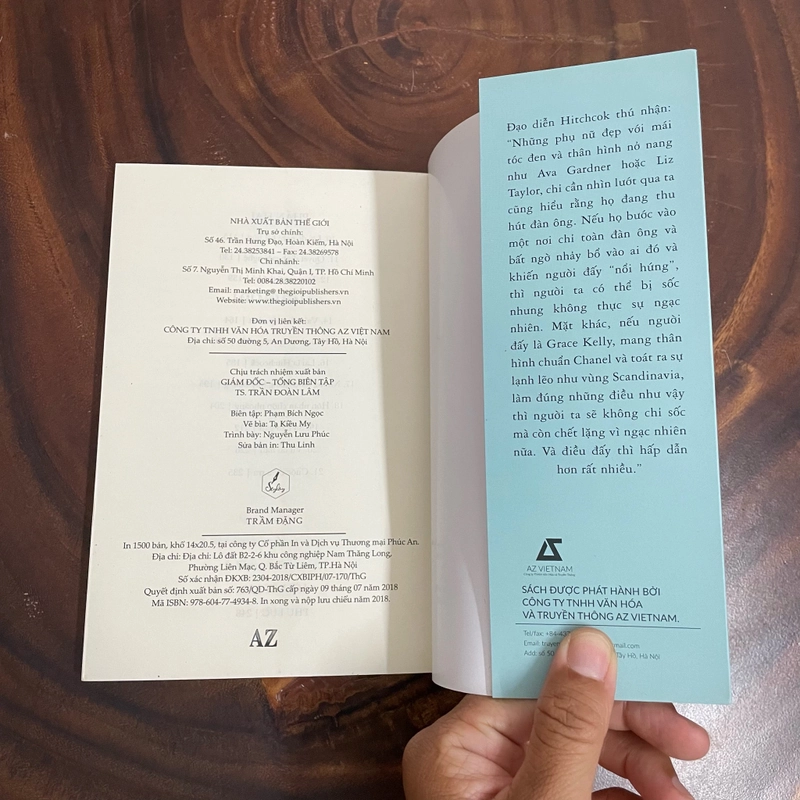 NHÀ XUẤT BẢN THẾ GIỚI
Trụ sở chính:
Số 46. Trần Hưng Đạo, Hoàn Kiếm, Hà Nội
Tel: 24.38253841 – Fax: 24.38269578
Chi nhánh:
Số 7. Nguyễn Thị Minh Khai, Quận I, TP. Hồ Chí Minh
Tel: 0084.28.38220102
Email: marketing@ thegioipublishers.vn
Website: www.thegioipublishers.vn
Đơn vị liên kết:
CÔNG TY TNHH VĂN HÓA TRUYỀN THÔNG AZ VIỆT NAM
Địa chỉ: số 50 đường 5, An Dương, Tây Hồ, Hà Nội
Chịu trách nhiệm xuất bản
GIÁM ĐỐC – TỔNG BIÊN TẬP
TS. TRẦN ĐOÀN LÂM
Biên tập: Phạm Bích Ngọc
Vẽ bìa: Tạ Kiều My
Trình bày: Nguyễn Lưu Phúc
Sửa bản in: Thu Linh
Skybooks
Brand Manager
TRÂM ĐẶNG
In 1500 bản, khổ 14x20.5, tại công ty Cổ phần In và Dịch vụ Thương mại Phúc An.
Địa chỉ: Địa chỉ: Lô đất B2-2-6 khu công nghiệp Nam Thăng Long,
Phường Liên Mạc, Q. Bắc Từ Liêm, TP.Hà Nội
Số xác nhận ĐKXB: 2304-2018/CXBIPH/07-170/ThG
Quyết định xuất bản số: 763/QD-ThG cấp ngày 09 tháng 07 năm 2018
Mã ISBN: 978-604-77-4934-8. In xong và nộp lưu chiểu năm 2018.
AZ
Đạo diễn Hitchcok thú nhận:
"Những phụ nữ đẹp với mái
tóc đen và thân hình nở nang
như Ava Gardner hoặc Liz
Taylor, chỉ cần nhìn lướt qua ta
cũng hiểu rằng họ đang thu
hút đàn ông. Nếu họ bước vào
một nơi chỉ toàn đàn ông và
bất ngờ nhảy bổ vào ai đó và
khiến người đấy "nổi hứng",
thì người ta có thể bị sốc
nhưng không thực sự ngạc
nhiên. Mặt khác, nếu người
đấy là Grace Kelly, mang thân
hình chuẩn Chanel và toát ra sự
lạnh lẽo như vùng Scandinavia,
làm đúng những điều như vậy
thì người ta sẽ không chỉ sốc
mà còn chết lặng vì ngạc nhiên
nữa. Và điều đấy thì hấp dẫn
hơn rất nhiều."
AZ VIETNAM
SÁCH ĐƯỢC PHÁT HÀNH BỞI
CÔNG TY TNHH VĂN HÓA
VÀ TRUYỀN THÔNG AZ VIETNAM.
Tel/fax:
Email: mail.com
Add: số 50 Tây Hồ, Hà Nội